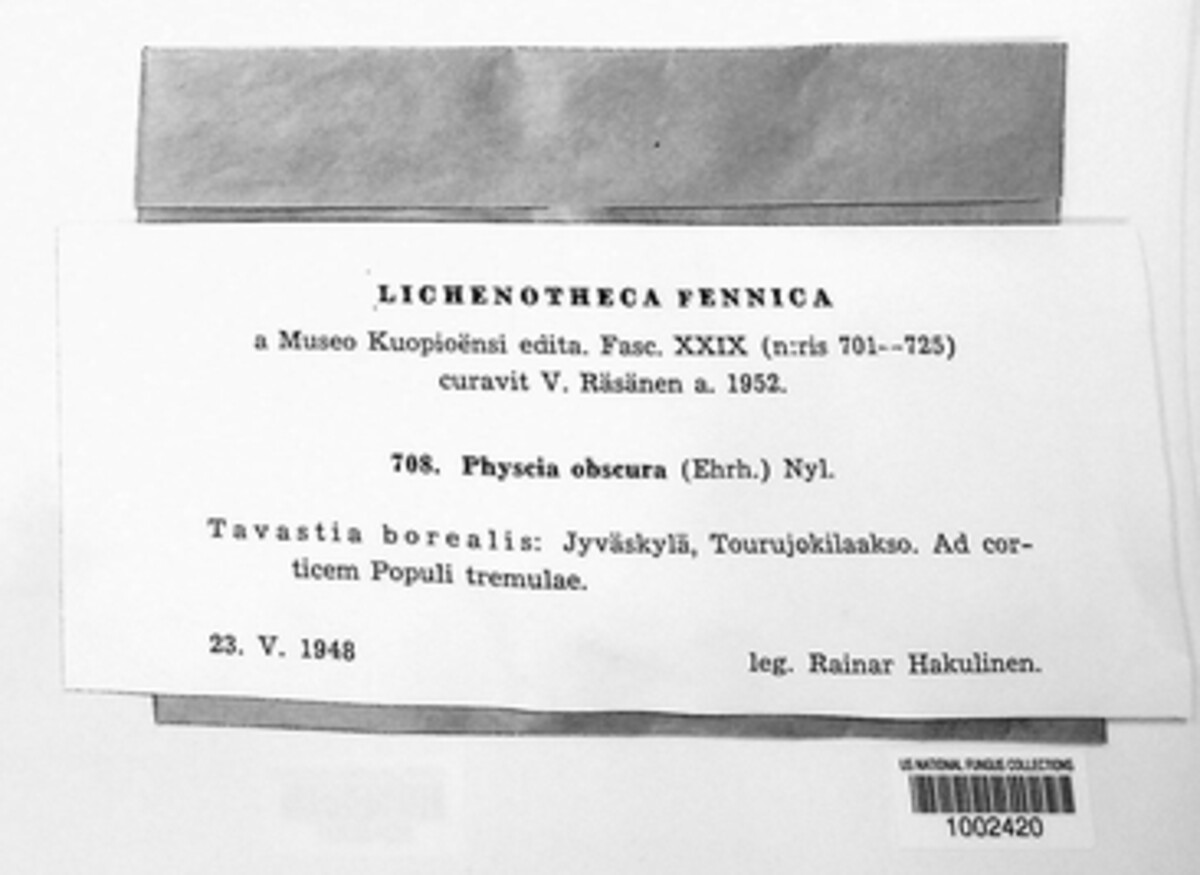 LICHENOTHECA FENNICA
a Museo Kuopioënsi edita. Fasc. XXIX (n:ris 701--725)
curavit V. Räsänen a. 1952.
708. Physcia obscura (Ehrh.) Nyl.
Tavastia borealis: Jyväskylä, Tourujokilaakso. Ad cor-
ticem Populi tremulae.
23. V. 1948
leg. Rainar Hakulinen.
US NATIONAL FUNGUS COLLECTIONS
1002420